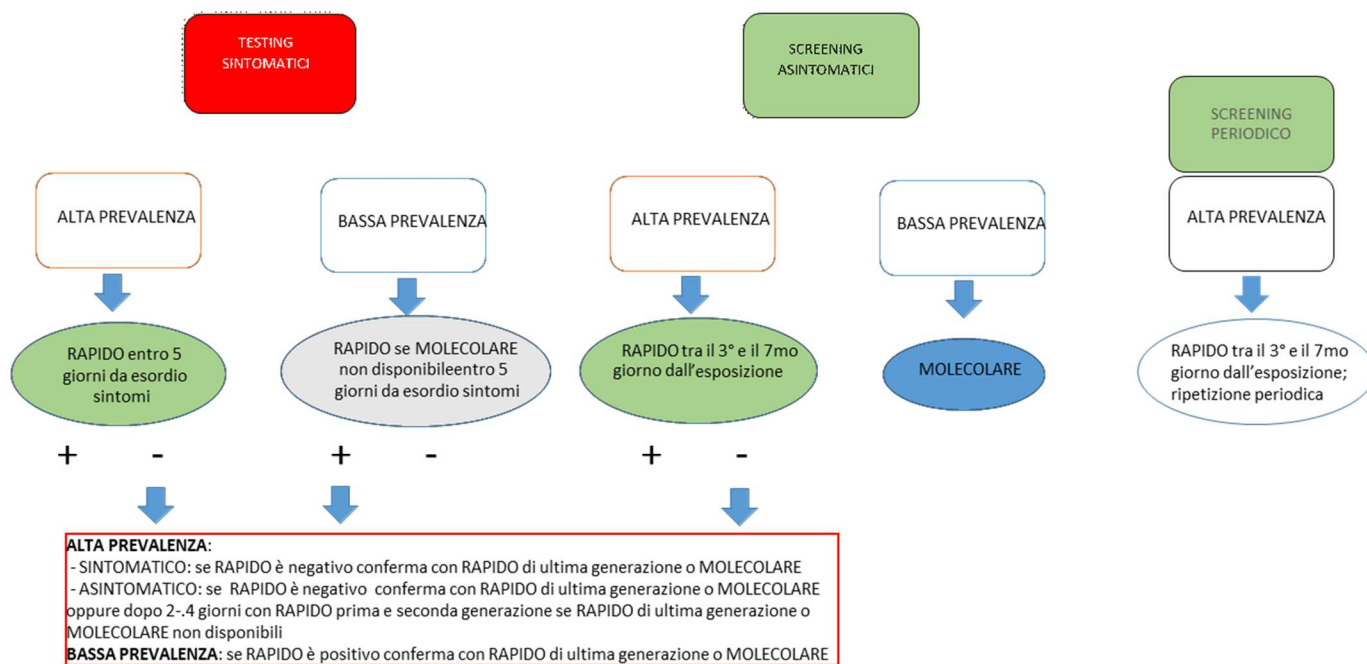 TESTING
SINTOMATICI
SCREENING
ASINTOMATICI
SCREENING
PERIODICO
ALTA PREVALENZA
BASSA PREVALENZA
ALTA PREVALENZA
BASSA PREVALENZA
ALTA PREVALENZA
RAPIDO entro 5
giorni da esordio
sintomi
RAPIDO se MOLECOLARE
non disponibileentro 5
giorni da esordio sintomi
RAPIDO tra il 3° e il 7mo
giorno dall'esposizione
MOLECOLARE
RAPIDO tra il 3° e il 7mo
giorno dall'esposizione;
ripetizione periodica
+ -
+ -
+ -
ALTA PREVALENZA:
- SINTOMATICO: se RAPIDO è negativo conferma con RAPIDO di ultima generazione o MOLECOLARE
- ASINTOMATICO: se RAPIDO è negativo conferma con RAPIDO di ultima generazione o MOLECOLARE
oppure dopo 2-.4 giorni con RAPIDO prima e seconda generazione se RAPIDO di ultima generazione o
MOLECOLARE non disponibili
BASSA PREVALENZA: se RAPIDO è positivo conferma con RAPIDO di ultima generazione o MOLECOLARE